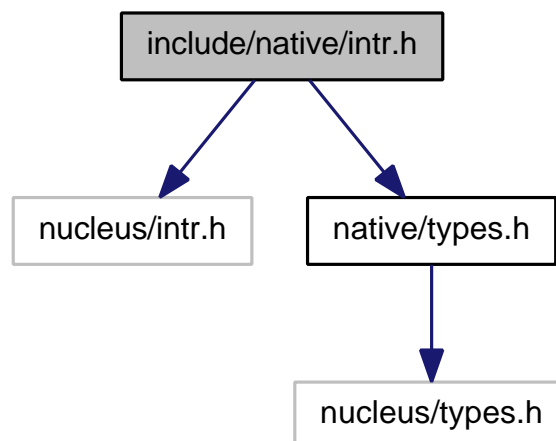 include/native/intr.h
nucleus/intr.h
native/types.h
nucleus/types.h